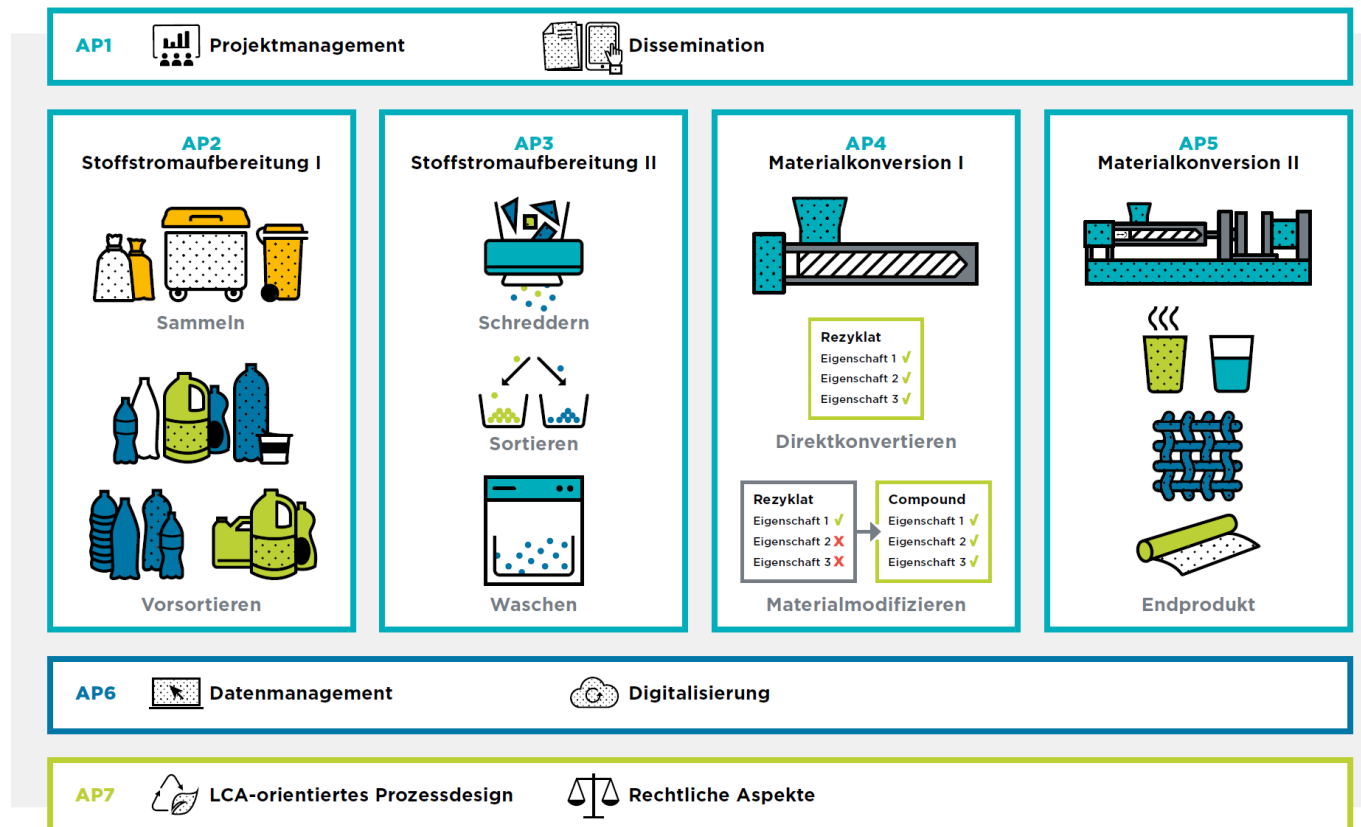 AP1 Projektmanagement Dissemination
AP2
Stoffstromaufbereitung I
Sammeln
Vorsortieren
AP3
Stoffstromaufbereitung II
Schreddern
Sortieren
Waschen
AP4
Materialkonversion I
Rezyklat
Eigenschaft 1 ✓
Eigenschaft 2 ✓
Eigenschaft 3 ✓
Direktkonvertieren
Rezyklat
Eigenschaft 1 ✓
Eigenschaft 2 X
Eigenschaft 3 X
Compound
Eigenschaft 1 ✓
Eigenschaft 2 ✓
Eigenschaft 3 ✓
Materialmodifizieren
AP5
Materialkonversion II
Endprodukt
AP6 Datenmanagement Digitalisierung
AP7 LCA-orientiertes Prozessdesign Rechtliche Aspekte